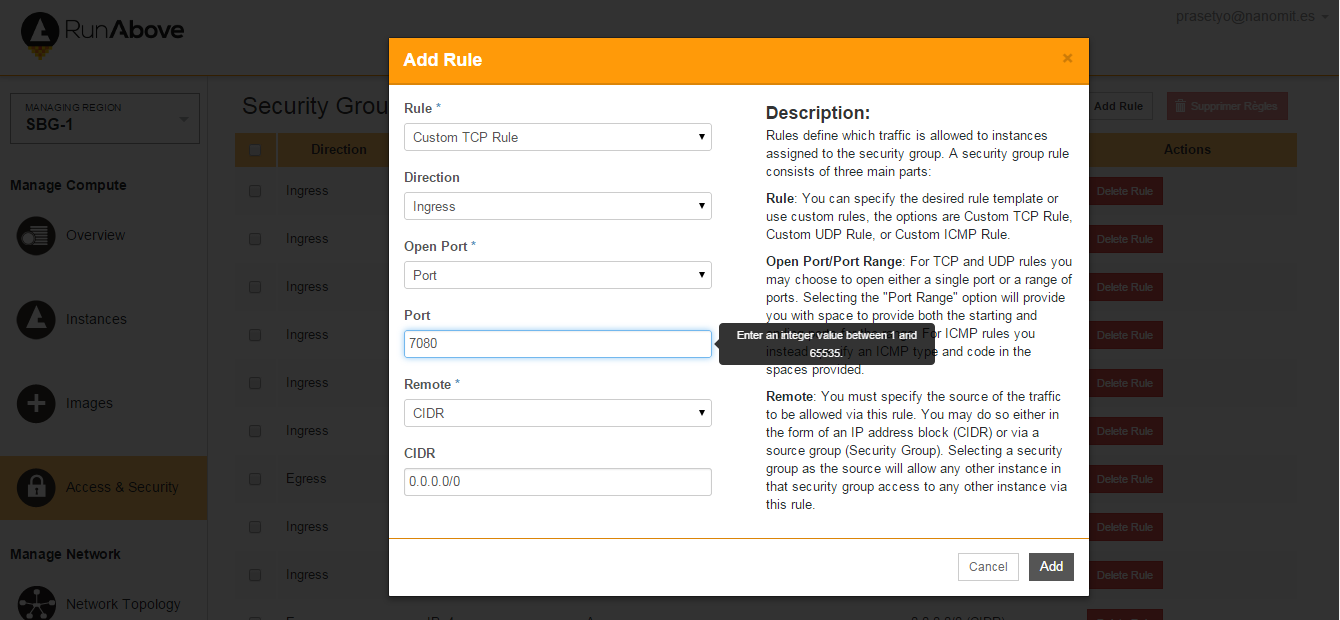 RunAbove
prasetyo@nanomit.es
MANAGING REGION
SBG-1
Manage Compute
Overview
Instances
Images
Access & Security
Manage Network
Network Topology
Security Grou
Add Rule
Supprimer Règles
Direction
Actions
Ingress
Delete Rule
Ingress
Delete Rule
Ingress
Delete Rule
Ingress
Delete Rule
Ingress
Delete Rule
Ingress
Delete Rule
Egress
Delete Rule
Ingress
Delete Rule
Ingress
Delete Rule
Add Rule
×
Rule *
Custom TCP Rule
Direction
Ingress
Open Port *
Port
Port
7080
Enter an integer value between 1 and
65535.
Remote *
CIDR
CIDR
0.0.0.0/0
Description:
Rules define which traffic is allowed to instances
assigned to the security group. A security group rule
consists of three main parts:
Rule: You can specify the desired rule template or
use custom rules, the options are Custom TCP Rule,
Custom UDP Rule, or Custom ICMP Rule.
Open Port/Port Range: For TCP and UDP rules you
may choose to open either a single port or a range of
ports. Selecting the "Port Range" option will provide
you with space to provide both the starting and
For ICMP rules you
instead an ICMP type and code in the
spaces provided.
Remote: You must specify the source of the traffic
to be allowed via this rule. You may do so either in
the form of an IP address block (CIDR) or via a
source group (Security Group). Selecting a security
group as the source will allow any other instance in
that security group access to any other instance via
this rule.
Cancel
Add